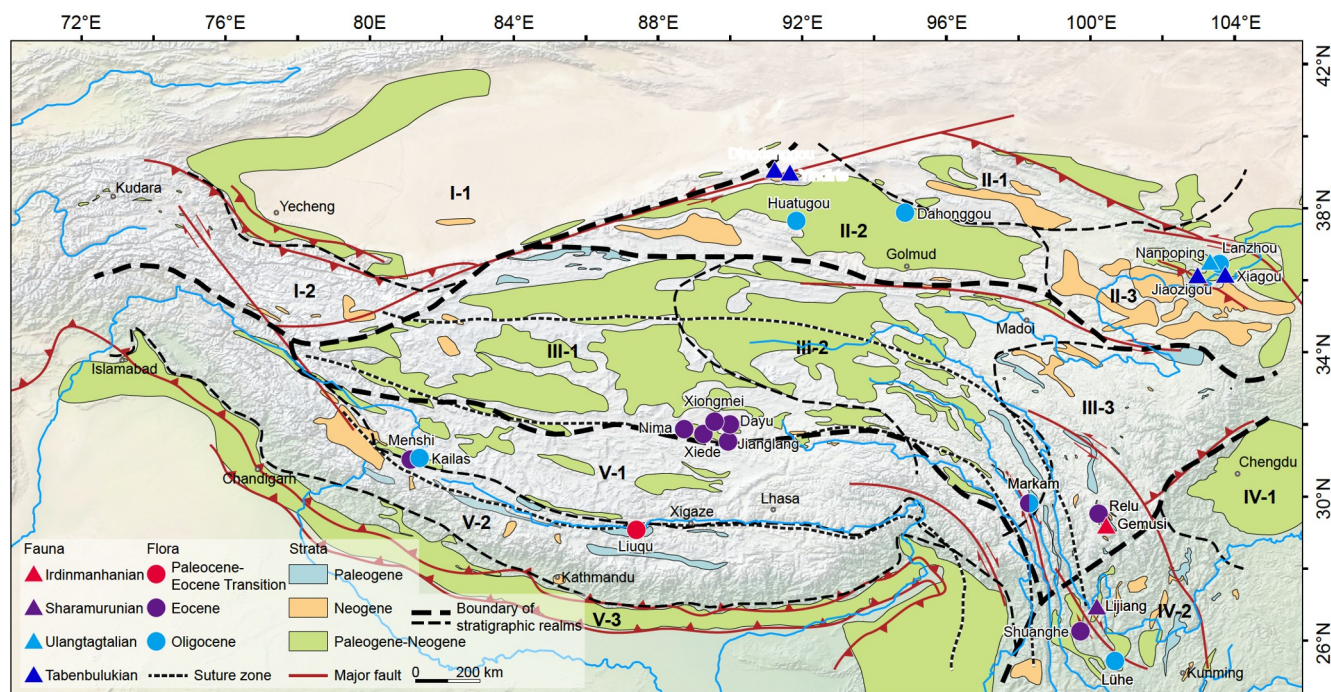 72°E 76°E 80°E 84°E 88°E 92°E 96°E 100°E 104°E
42°N
38°N
34°N
30°N
26°N
Kudara
Yecheng
I-1
II-1
Huatugou
Dahonggou
II-2
Golmud
Nanpoping
Lanzhou
Jiaozigou
Xiagou
II-3
I-2
Madoi
Islamabad
III-1
III-2
III-3
Xiongmei
Nima
Dayu
Xiede
Jianglang
Menshi
Kailas
Chandigarh
V-1
Chengdu
IV-1
Markam
Relu
Gemusi
Lhasa
Xigaze
V-2
Liuqu
Kathmandu
V-3
Lijiang
IV-2
Shuanghe
Lühe
Kunming
Fauna
Irdinmanhanian
Sharamurunian
Ulangtagtalian
Tabenbulukian
Flora
Paleocene-
Eocene Transition
Eocene
Oligocene
Suture zone
Strata
Paleogene
Neogene
Paleogene-Neogene
Major fault
Boundary of
stratigraphic realms
0 200 km